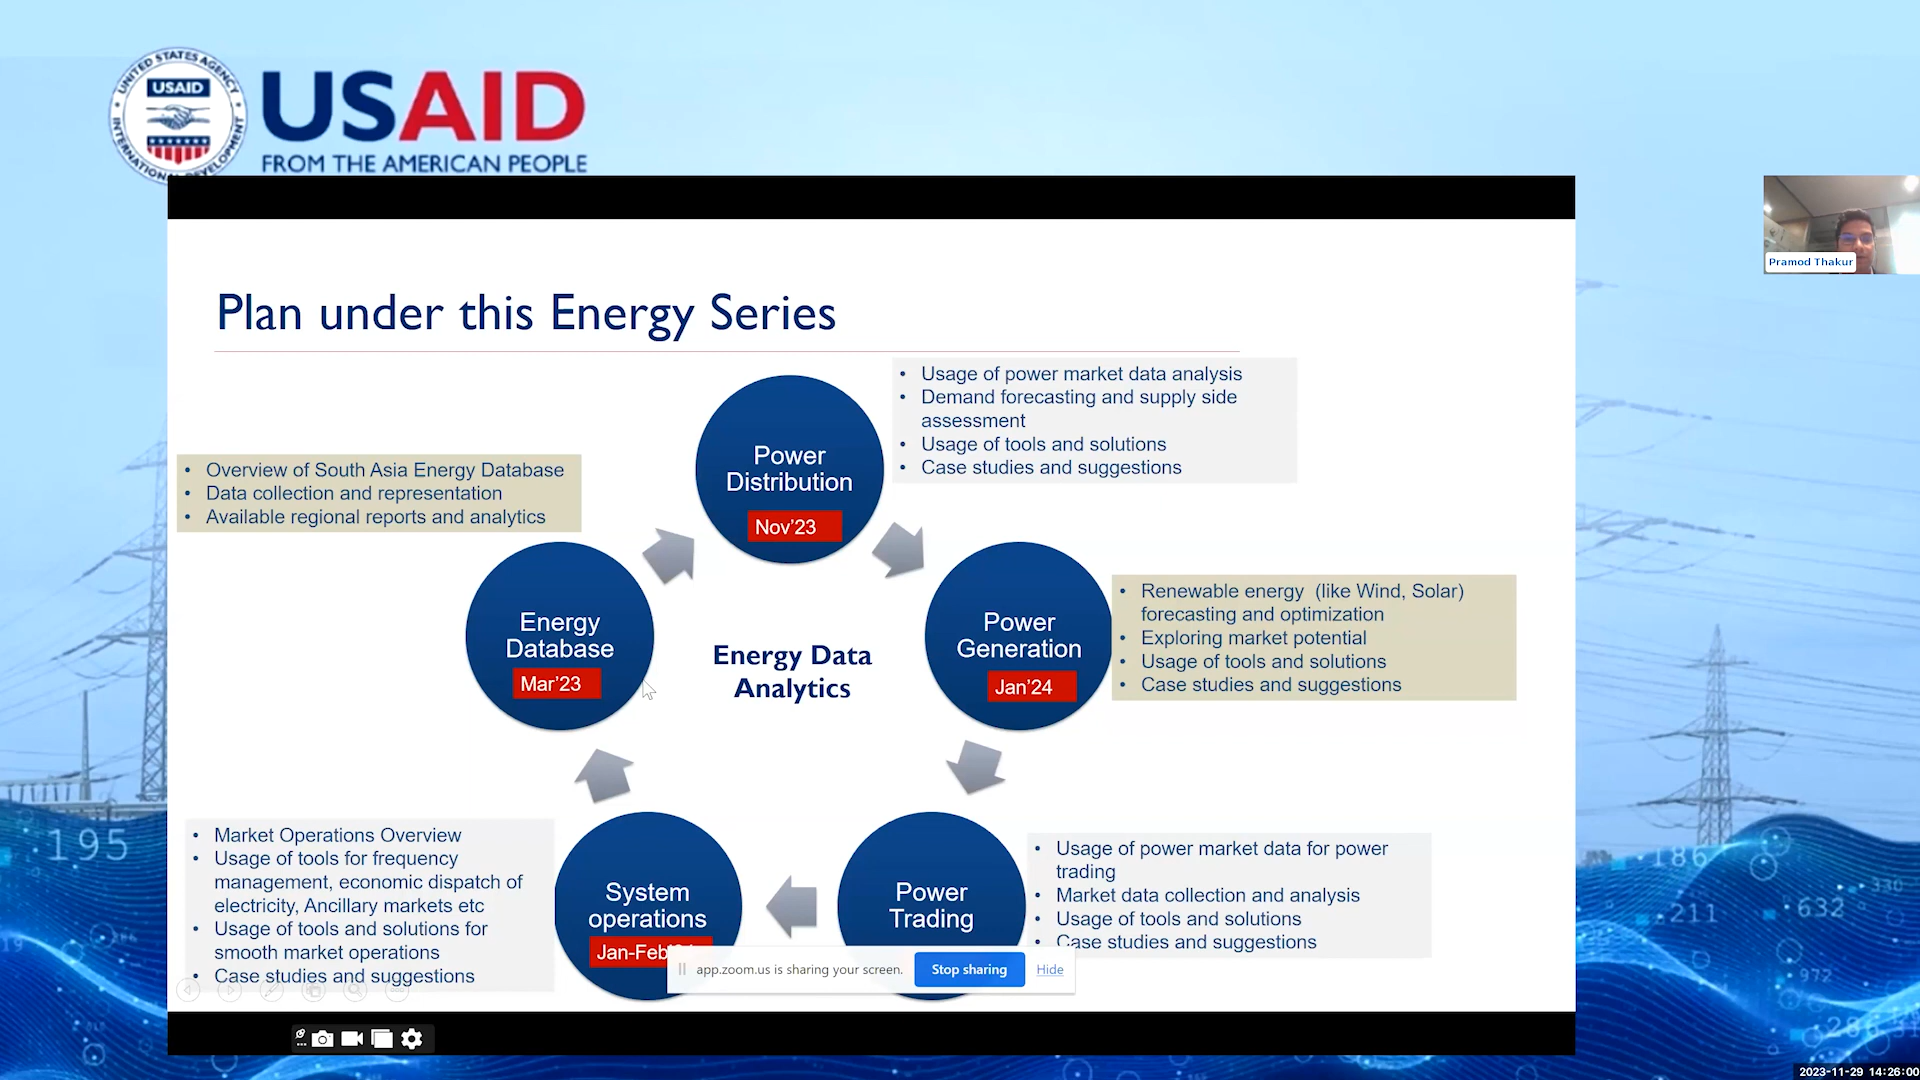 UNITED STATES AGENCY
USAID
INTERNATIONAL DEVELOPMENT
USAID
FROM THE AMERICAN PEOPLE
Pramod Thakur
Plan under this Energy Series
• Usage of power market data analysis
• Demand forecasting and supply side
assessment
• Usage of tools and solutions
• Case studies and suggestions
Power
Distribution
Nov'23
• Overview of South Asia Energy Database
• Data collection and representation
• Available regional reports and analytics
Energy
Database
Mar'23
Energy Data
Analytics
Power
Generation
Jan'24
• Renewable energy (like Wind, Solar)
forecasting and optimization
• Exploring market potential
• Usage of tools and solutions
• Case studies and suggestions
• Market Operations Overview
• Usage of tools for frequency
management, economic dispatch of
electricity, Ancillary markets etc
• Usage of tools and solutions for
smooth market operations
• Case studies and suggestions
System
operations
Jan-Feb
Power
Trading
• Usage of power market data for power
trading
• Market data collection and analysis
• Usage of tools and solutions
• Case studies and suggestions
app.zoom.us is sharing your screen.
Stop sharing
Hide
195
186
330
211
632
972
2023-11-29 14:26:00